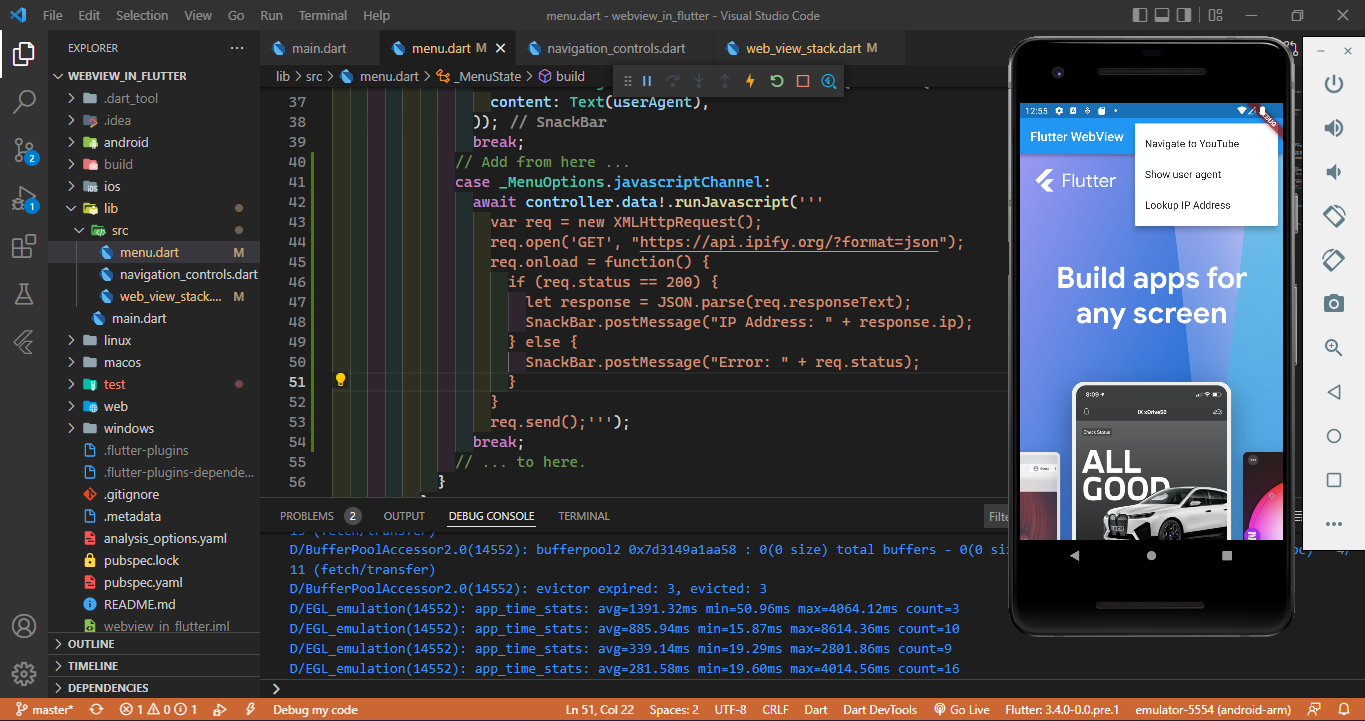 File Edit Selection View Go Run Terminal Help
menu.dart - webview_in_flutter - Visual Studio Code
EXPLORER
WEBVIEW_IN_FLUTTER
.dart_tool
.idea
android
build
ios
lib
src
menu.dart M
navigation_controls.dart
web_view_stack.... M
main.dart
linux
macos
test
web
windows
.flutter-plugins
.flutter-plugins-depende...
.gitignore
.metadata
analysis_options.yaml
pubspec.lock
pubspec.yaml
README.md
webview_in_flutter.iml
OUTLINE
TIMELINE
DEPENDENCIES
2
1
main.dart
menu.dart M
navigation_controls.dart
web_view_stack.dart M
lib > src > menu.dart > _MenuState > build
37 content: Text(userAgent),
38 )); // SnackBar
39 break;
40 // Add from here ...
41 case _MenuOptions.javascriptChannel:
42 await controller.data!.runJavascript('''
43 var req = new XMLHttpRequest();
44 req.open('GET', "https://api.ipify.org/?format=json");
45 req.onload = function() {
46 if (req.status == 200) {
47 let response = JSON.parse(req.responseText);
48 SnackBar.postMessage("IP Address: " + response.ip);
49 } else {
50 SnackBar.postMessage("Error: " + req.status);
51 }
52 }
53 req.send();''');
54 break;
55 // ... to here.
56 }
PROBLEMS 2 OUTPUT DEBUG CONSOLE TERMINAL
Filte
(fetch/transfer)
D/BufferPoolAccessor2.0(14552): bufferpool2 0x7d3149a1aa58 : 0(0 size) total buffers - 0(0 siz
11 (fetch/transfer)
D/BufferPoolAccessor2.0(14552): evictor expired: 3, evicted: 3
D/EGL_emulation(14552): app_time_stats: avg=1391.32ms min=50.96ms max=4064.12ms count=3
D/EGL_emulation(14552): app_time_stats: avg=885.94ms min=15.87ms max=8614.36ms count=10
D/EGL_emulation(14552): app_time_stats: avg=339.14ms min=19.29ms max=2801.86ms count=9
D/EGL_emulation(14552): app_time_stats: avg=281.58ms min=19.60ms max=4014.56ms count=16
12:55
Flutter WebView
Navigate to YouTube
Show user agent
Lookup IP Address
Flutter
Build apps for
any screen
8:09
iX xDrive50
Check Status
ALL
GOOD
master* 1 0 1 Debug my code
Ln 51, Col 22 Spaces: 2 UTF-8 CRLF Dart Dart DevTools Go Live Flutter: 3.4.0-0.0.pre.1 emulator-5554 (android-arm)